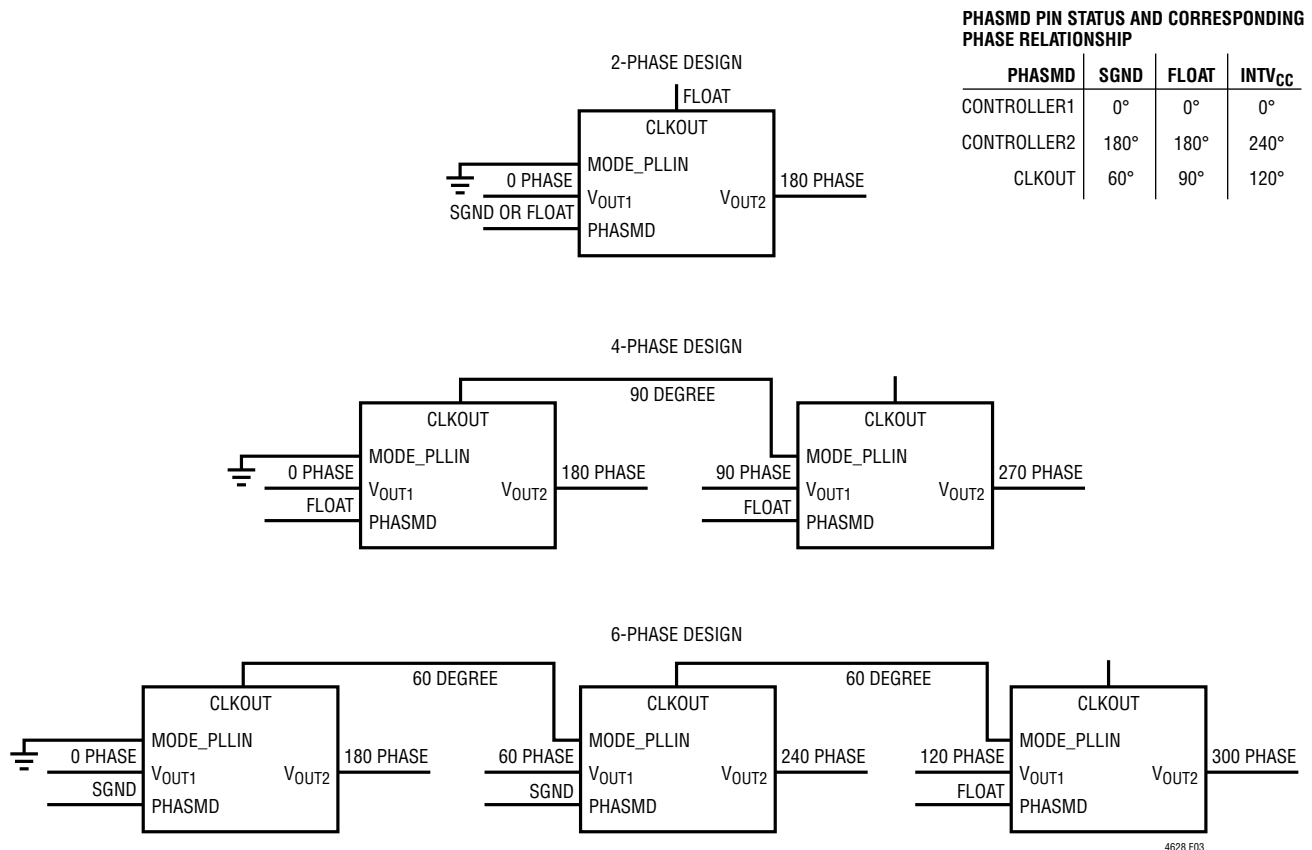 PHASMD PIN STATUS AND CORRESPONDING
PHASE RELATIONSHIP
PHASMD SGND FLOAT INTVCC
CONTROLLER1 0° 0° 0°
CONTROLLER2 180° 180° 240°
CLKOUT 60° 90° 120°
2-PHASE DESIGN
FLOAT
CLKOUT
MODE_PLLIN
0 PHASE
180 PHASE
VOUT1 VOUT2
SGND OR FLOAT
PHASMD
4-PHASE DESIGN
90 DEGREE
CLKOUT
MODE_PLLIN
0 PHASE
180 PHASE
VOUT1 VOUT2
FLOAT
PHASMD
CLKOUT
MODE_PLLIN
90 PHASE
270 PHASE
VOUT1 VOUT2
FLOAT
PHASMD
6-PHASE DESIGN
60 DEGREE
60 DEGREE
CLKOUT
MODE_PLLIN
0 PHASE
180 PHASE
VOUT1 VOUT2
SGND
PHASMD
CLKOUT
MODE_PLLIN
60 PHASE
240 PHASE
VOUT1 VOUT2
SGND
PHASMD
CLKOUT
MODE_PLLIN
120 PHASE
300 PHASE
VOUT1 VOUT2
FLOAT
PHASMD
4628 F03